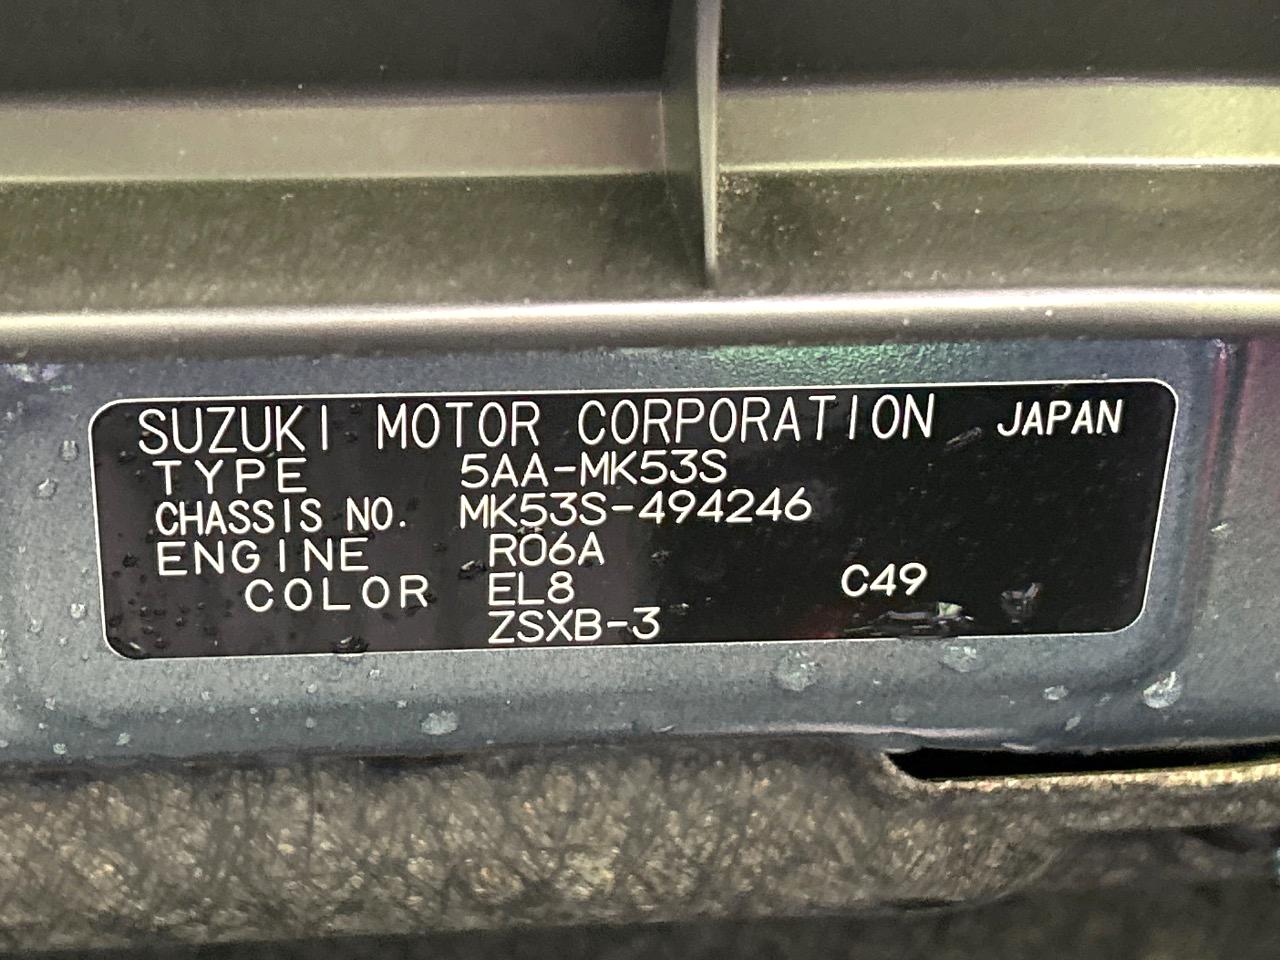 SUZUKI MOTOR CORPORATION JAPAN
TYPE 5AA-MK53S
CHASSIS NO. MK53S-494246
ENGINE R06A
COLOR EL8 C49
ZSXB-3